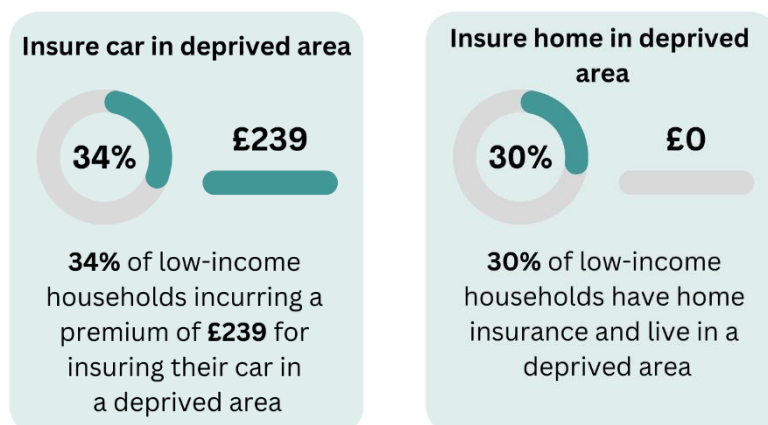 Insure car in deprived area
34%
£239
34% of low-income
households incurring a
premium of £239 for
insuring their car in
a deprived area
Insure home in deprived
area
30%
£0
30% of low-income
households have home
insurance and live in a
deprived area